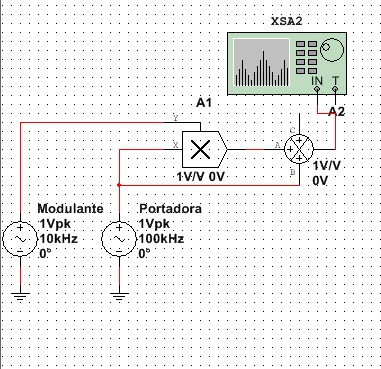 XSA2
IN T
A1
A2
Y
X
C
A
B
1V/V 0V
1V/V
0V
Modulante
1Vpk
10kHz
0°
Portadora
1Vpk
100kHz
0°